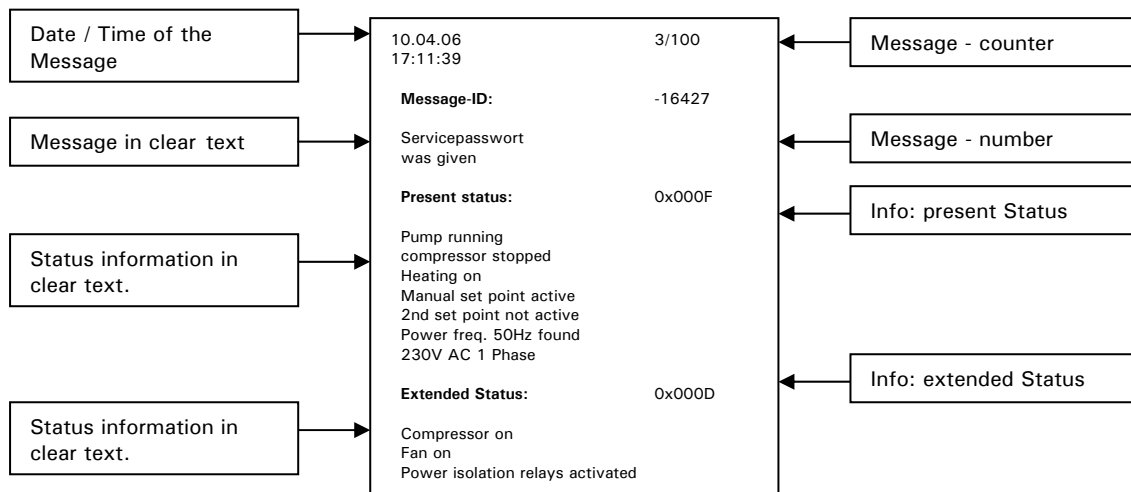 Date / Time of the
Message
Message in clear text
Status information in
clear text.
Status information in
clear text.
10.04.06 3/100
17:11:39
Message-ID: -16427
Servicepasswort
was given
Present status: 0x000F
Pump running
compressor stopped
Heating on
Manual set point active
2nd set point not active
Power freq. 50Hz found
230V AC 1 Phase
Extended Status: 0x000D
Compressor on
Fan on
Power isolation relays activated
Message - counter
Message - number
Info: present Status
Info: extended Status